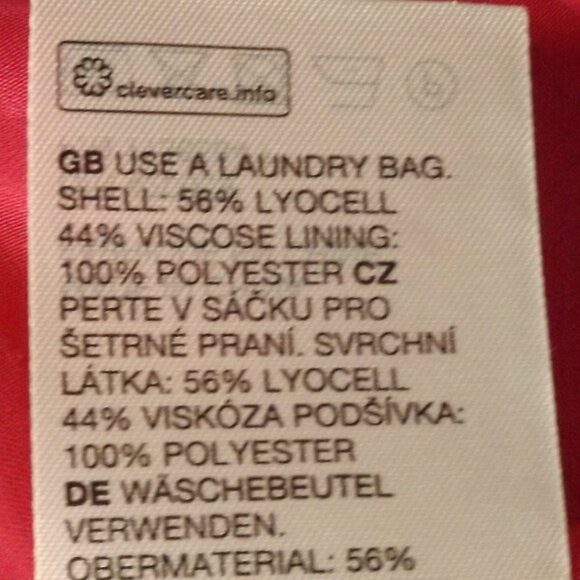 clevercare.info
GB USE A LAUNDRY BAG.
SHELL: 56% LYOCELL
44% VISCOSE LINING:
100% POLYESTER CZ
PERTE V SÁČKU PRO
ŠETRNÉ PRANÍ. SVRCHNÍ
LÁTKA: 56% LYOCELL
44% VISKÓZA PODŠÍVKA:
100% POLYESTER
DE WÄSCHEBEUTEL
VERWENDEN.
OBERMATERIAL: 56%